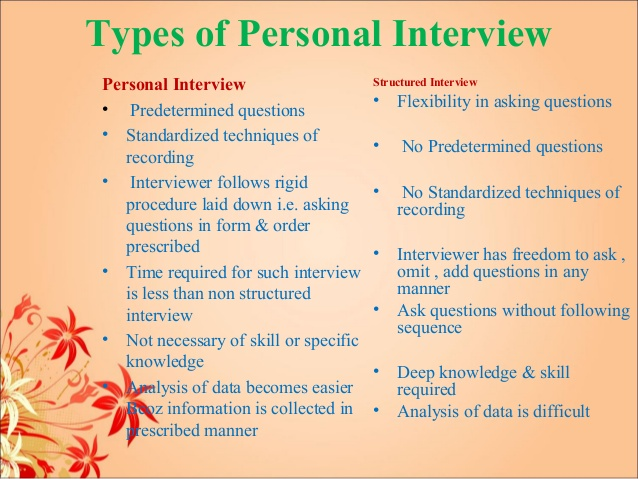 Types of Personal Interview
Personal Interview
• Predetermined questions
• Standardized techniques of
recording
• Interviewer follows rigid
procedure laid down i.e. asking
questions in form & order
prescribed
• Time required for such interview
is less than non structured
interview
• Not necessary of skill or specific
knowledge
• Analysis of data becomes easier
Bcoz information is collected in
prescribed manner
Structured Interview
• Flexibility in asking questions
• No Predetermined questions
• No Standardized techniques of
recording
• Interviewer has freedom to ask ,
omit , add questions in any
manner
• Ask questions without following
sequence
• Deep knowledge & skill
required
• Analysis of data is difficult